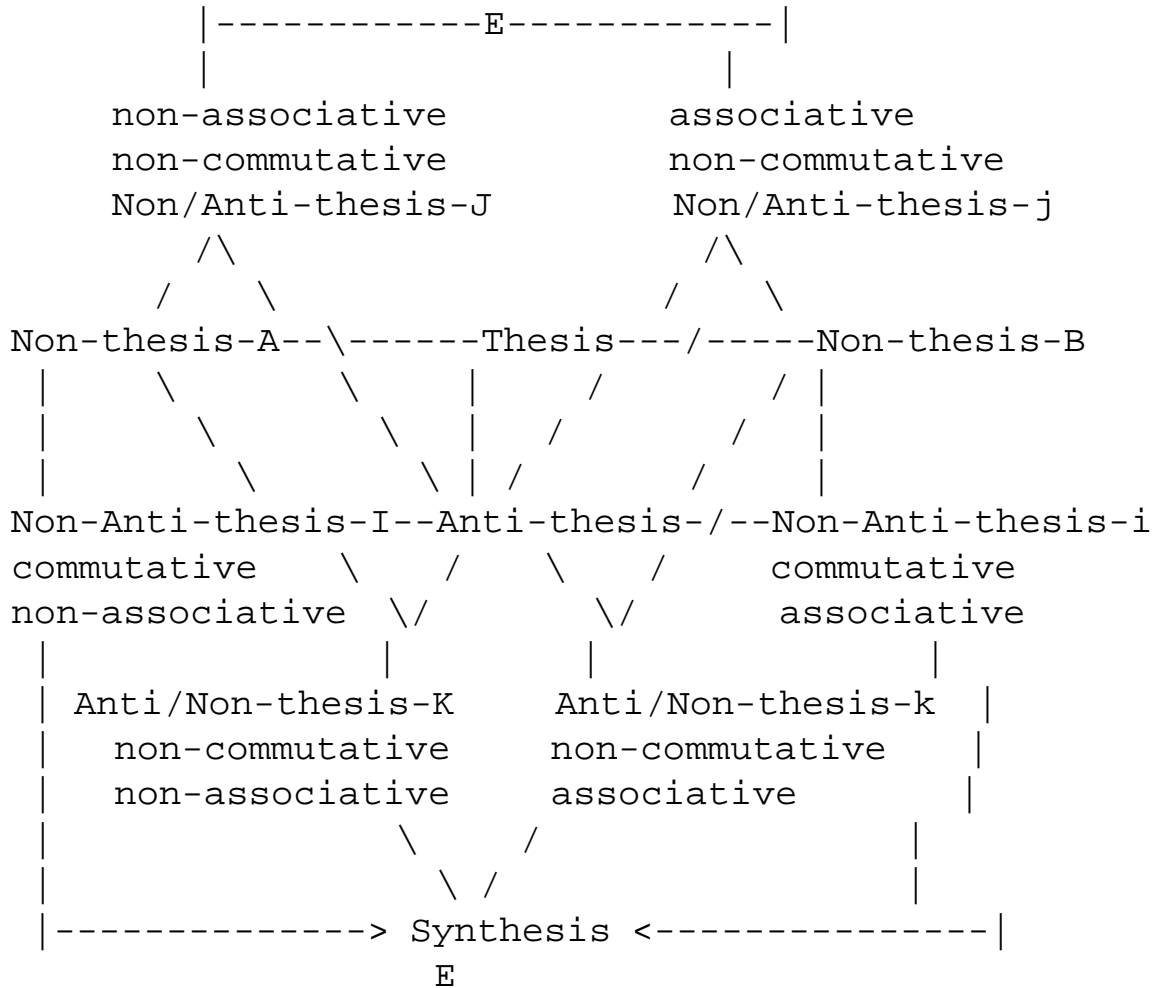 |------------E------------|
| |
non-associative associative
non-commutative non-commutative
Non/Anti-thesis-J Non/Anti-thesis-j
/\ /\
/ \ / \
Non-thesis-A--\------Thesis---/-----Non-thesis-B
| \ \ | / / |
| \ \ | / / |
| \ \ | / / |
Non-Anti-thesis-I--Anti-thesis-/--Non-Anti-thesis-i
commutative \ / \ / commutative
non-associative \/ \/ associative
| | | |
| Anti/Non-thesis-K Anti/Non-thesis-k |
| non-commutative non-commutative |
| non-associative associative |
| \ / |
| \ / |
|--------------> Synthesis <---------------|
E